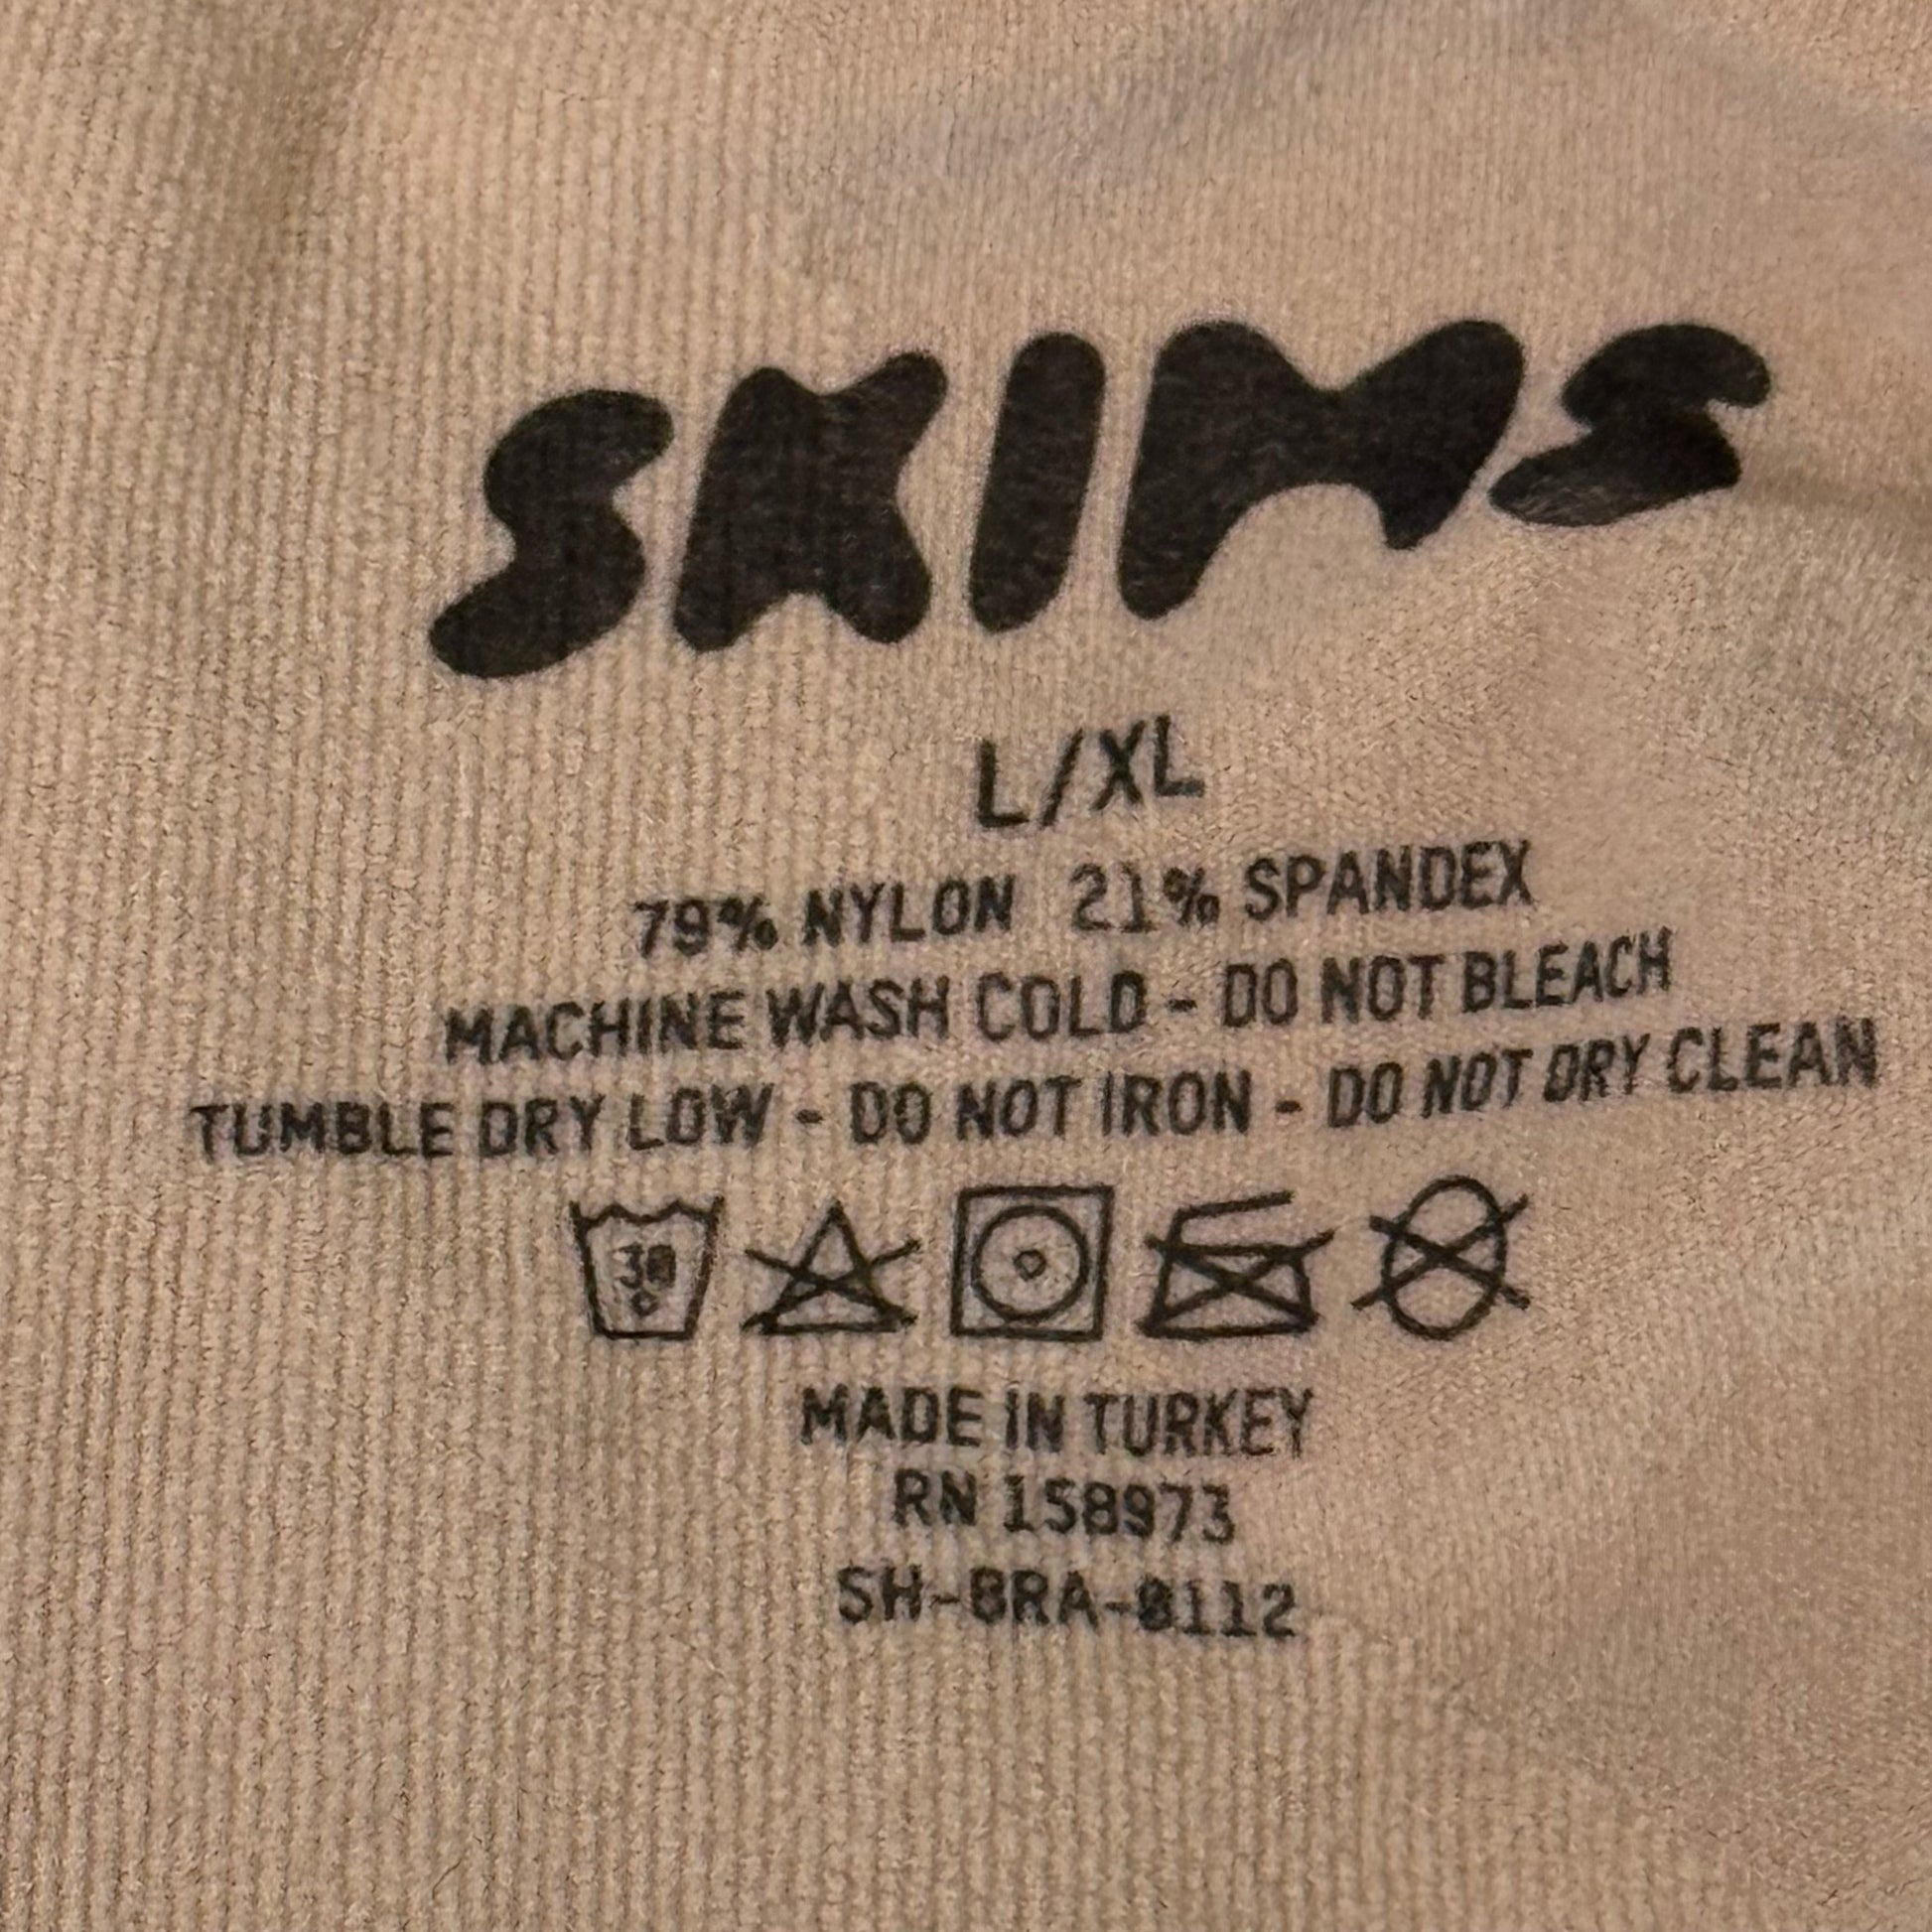 SKIMS
L/XL
79% NYLON 21% SPANDEX
MACHINE WASH COLD - DO NOT BLEACH
TUMBLE DRY LOW - DO NOT IRON - DO NOT DRY CLEAN
30
MADE IN TURKEY
RN 158973
SH-BRA-0112